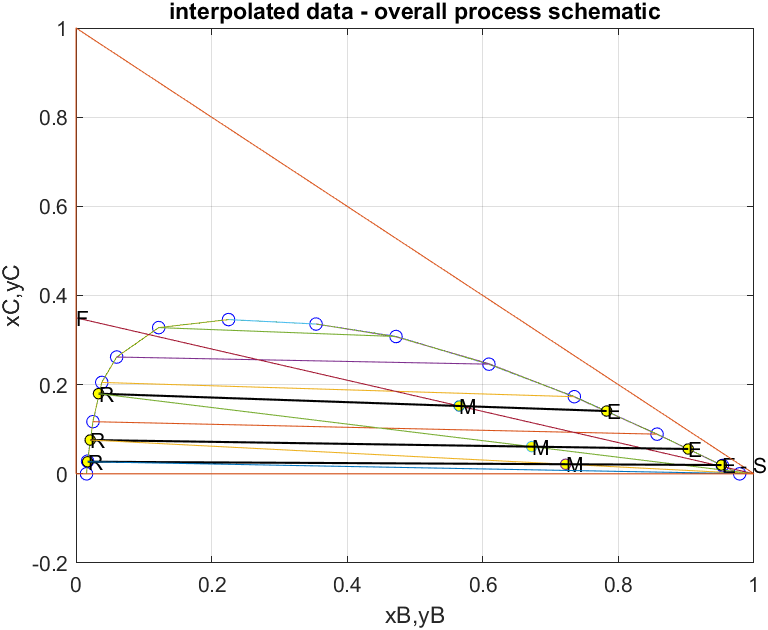 interpolated data - overall process schematic
1
0.8
0.6
0.4
0.2
0
-0.2
xC,yC
F
R M E
R M E
R M E S
0 0.2 0.4 0.6 0.8 1
xB,yB